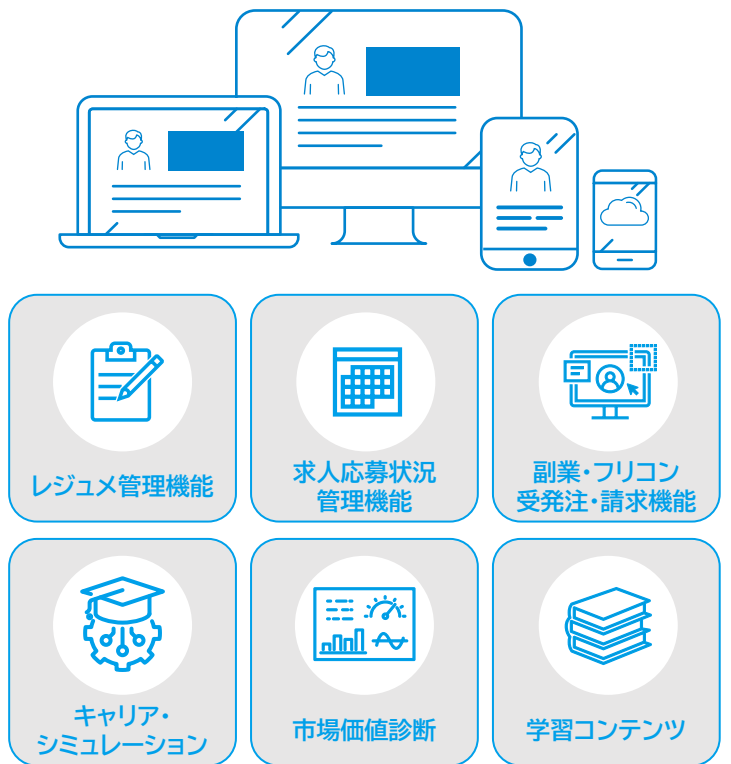 レジュメ管理機能
求人応募状況
管理機能
副業・フリコン
受発注・請求機能
キャリア・
シミュレーション
市場価値診断
学習コンテンツ